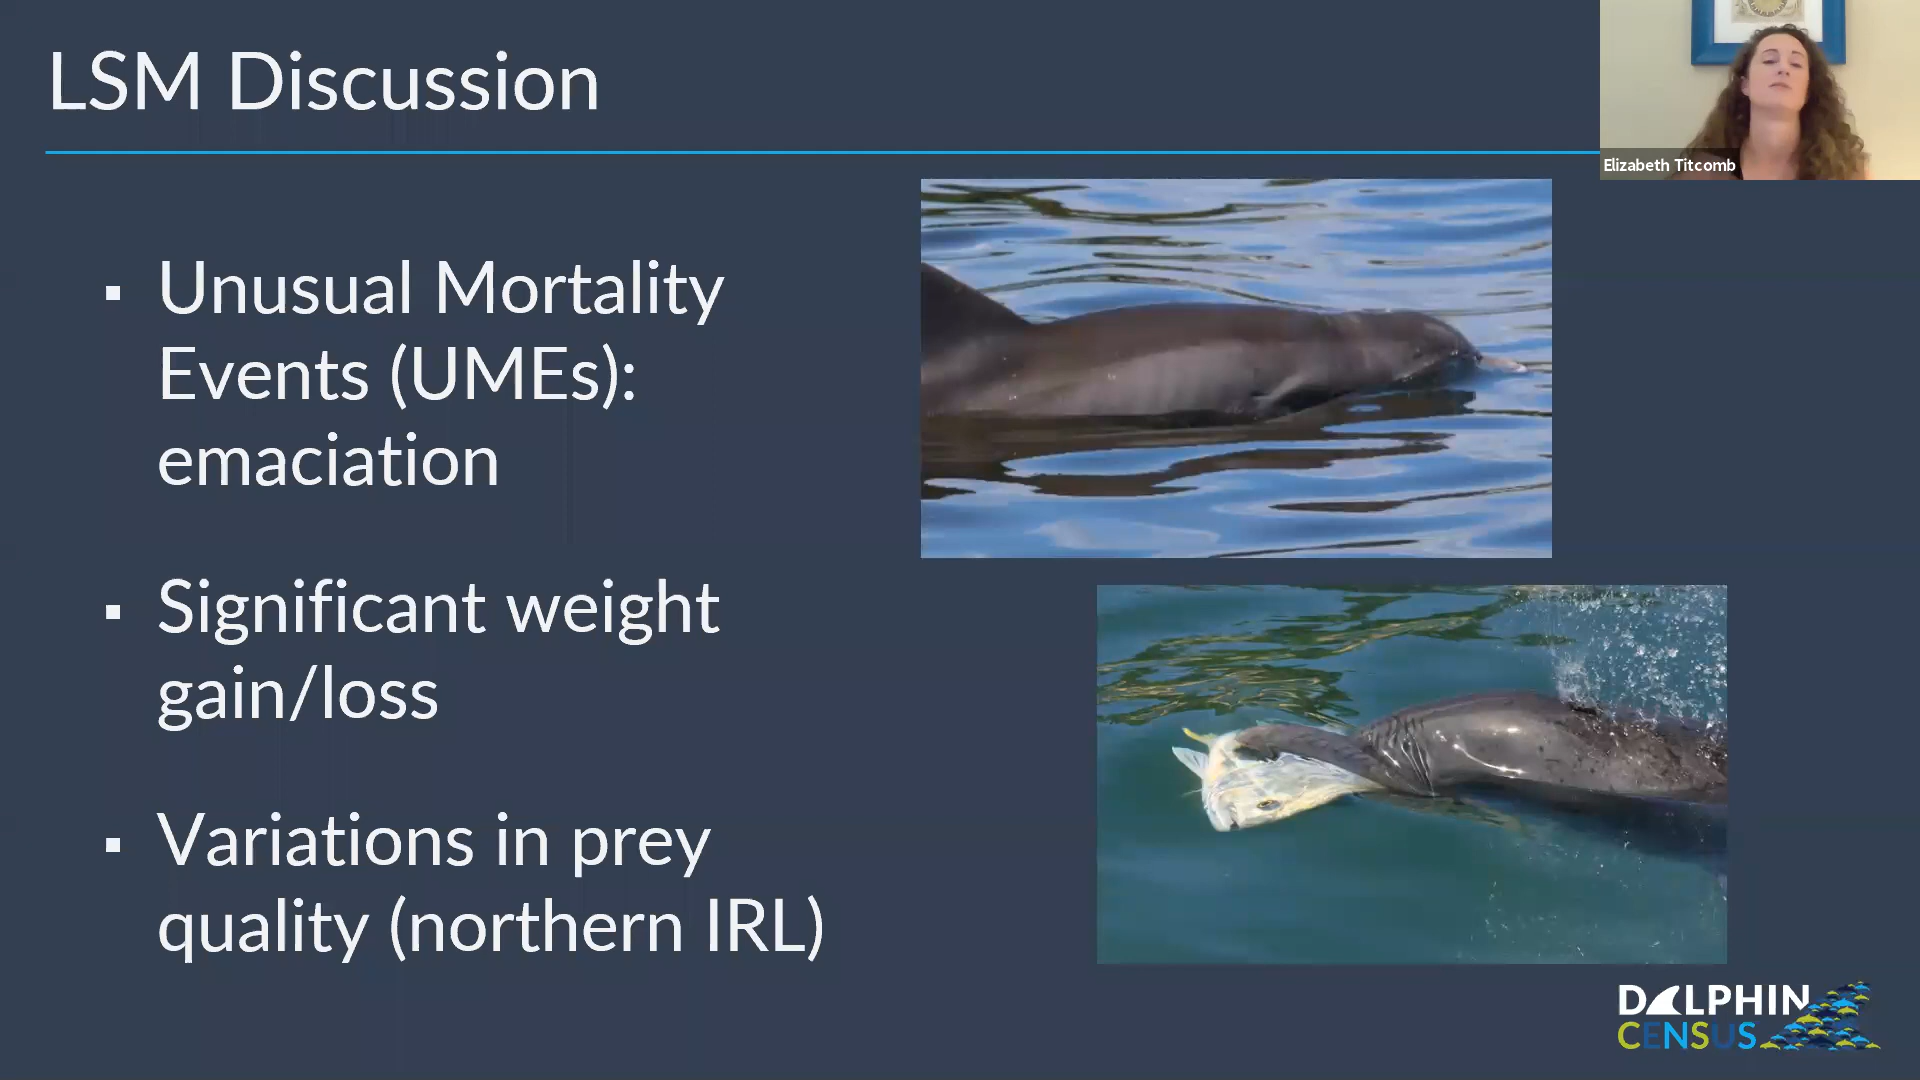 LSM Discussion
Elizabeth Titcomb
▪ Unusual Mortality
Events (UMEs):
emaciation
▪ Significant weight
gain/loss
▪ Variations in prey
quality (northern IRL)
DOLPHIN
CENSUS